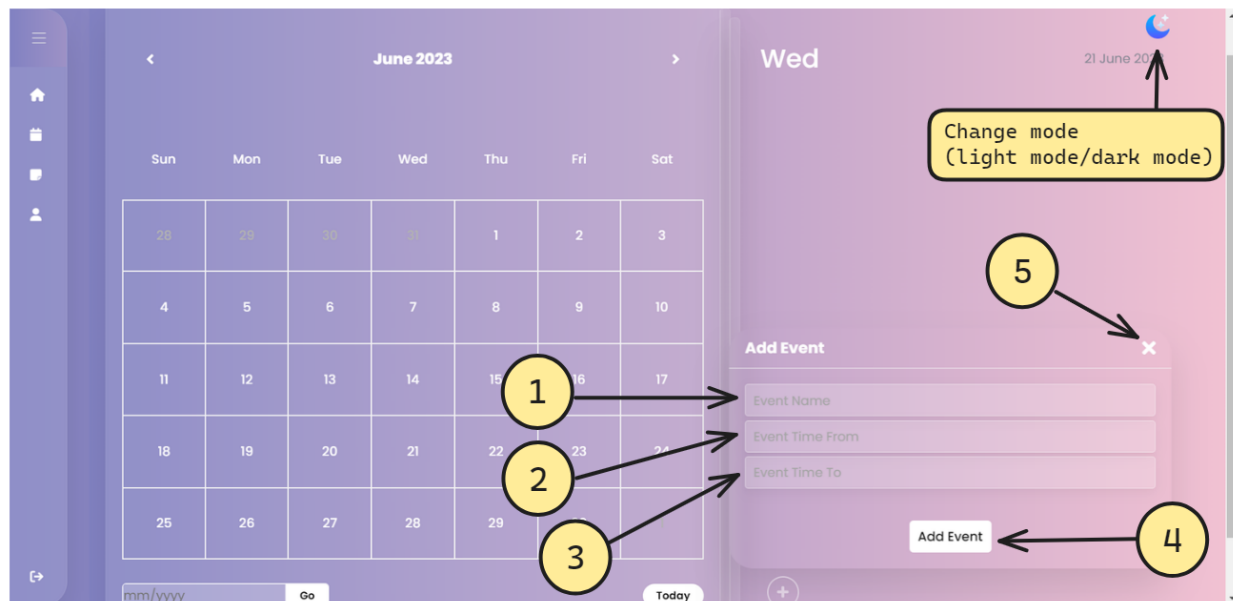 June 2023
Wed
21 June 2023
Change mode
(light mode/dark mode)
Sun Mon Tue Wed Thu Fri Sat
28 29 30 31 1 2 3
4 5 6 7 8 9 10
5
Add Event
11 12 13 14 15 16 17
1
Event Name
Event Time From
18 19 20 21 22 23 24
2
Event Time To
25 26 27 28 29
3
Add Event
4
mm/yyyy Go Today